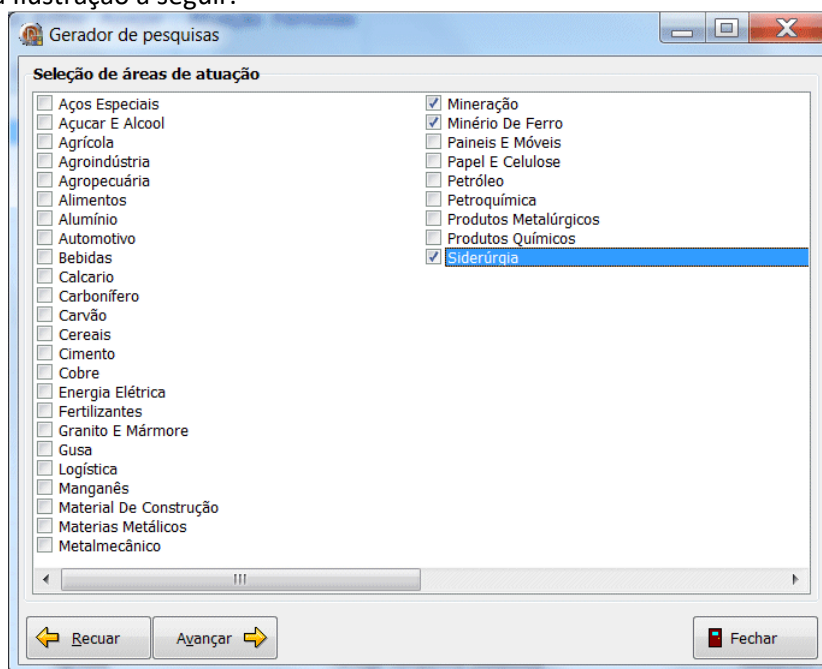 a ilustração a seguir:
Gerador de pesquisas
Seleção de áreas de atuação
Aços Especiais
Açucar E Alcool
Agrícola
Agroindústria
Agropecuária
Alimentos
Alumínio
Automotivo
Bebidas
Calcario
Carbonífero
Carvão
Cereais
Cimento
Cobre
Energia Elétrica
Fertilizantes
Granito E Mármore
Gusa
Logística
Manganês
Material De Construção
Materias Metálicos
Metalmecânico
Mineração
Minério De Ferro
Paineis E Móveis
Papel E Celulose
Petróleo
Petroquímica
Produtos Metalúrgicos
Produtos Químicos
Siderúrgia
Recuar
Avançar
Fechar